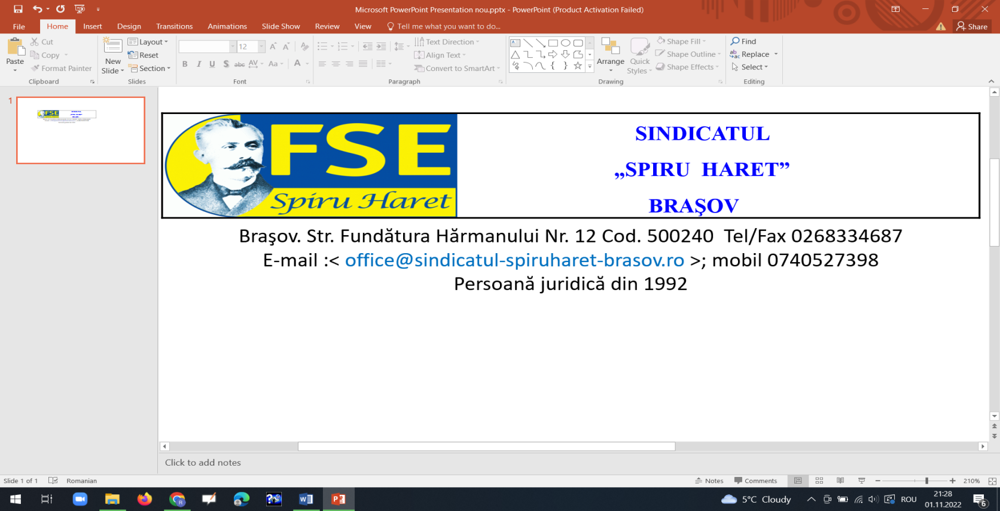 Microsoft PowerPoint Presentation nou.pptx - PowerPoint (Product Activation Failed)
File Home Insert Design Transitions Animations Slide Show Review View Tell me what you want to do... Share
Paste
Cut
Copy
Format Painter
Clipboard
New Slide
Layout
Reset
Section
Slides
12
B I U S abc AV Aa A
Font
Text Direction
Align Text
Convert to SmartArt
Paragraph
Arrange
Quick Styles
Shape Fill
Shape Outline
Shape Effects
Drawing
Find
Replace
Select
Editing
1
FSE
Spiru Haret
SINDICATUL
„SPIRU HARET”
BRAŞOV
Braşov. Str. Fundătura Hărmanului Nr. 12 Cod. 500240 Tel/Fax 0268334687
E-mail :< office@sindicatul-spiruharet-brasov.ro >; mobil 0740527398
Persoană juridică din 1992
Click to add notes
Slide 1 of 1 Romanian Notes Comments 210%
5°C Cloudy ROU 21:28
01.11.2022 6